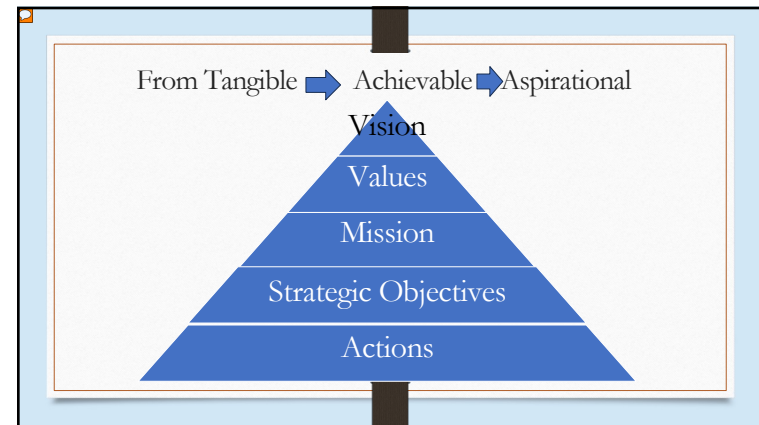 From Tangible Achievable Aspirational
Vision
Values
Mission
Strategic Objectives
Actions